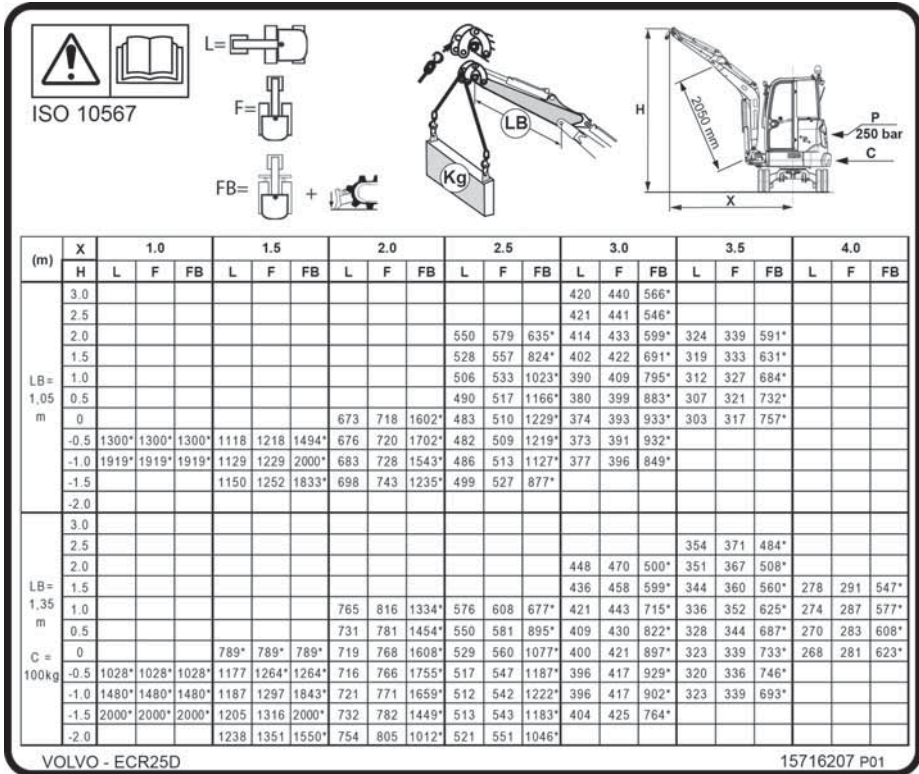 L=
ISO 10567
F=
FB= +
LB
Kg
H
2050 mm
P
250 bar
C
X
(m) X 1.0 1.5 2.0 2.5 3.0 3.5 4.0
H L F FB L F FB L F FB L F FB L F FB L F FB L F FB
LB= 1,05 m
3.0 420 440 566*
2.5 421 441 546*
2.0 550 579 635* 414 433 599* 324 339 591*
1.5 528 557 824* 402 422 691* 319 333 631*
1.0 506 533 1023* 390 409 795* 312 327 684*
0.5 490 517 1166* 380 399 883* 307 321 732*
0 673 718 1602* 483 510 1229* 374 393 933* 303 317 757*
-0.5 1300* 1300* 1300* 1118 1218 1494* 676 720 1702* 482 509 1219* 373 391 932*
-1.0 1919* 1919* 1919* 1129 1229 2000* 683 728 1543* 486 513 1127* 377 396 849*
-1.5 1150 1252 1833* 698 743 1235* 499 527 877*
-2.0
LB= 1,35 m
C = 100kg
3.0
2.5 354 371 484*
2.0 448 470 500* 351 367 508*
1.5 436 458 599* 344 360 560* 278 291 547*
1.0 765 816 1334* 576 608 677* 421 443 715* 336 352 625* 274 287 577*
0.5 731 781 1454* 550 581 895* 409 430 822* 328 344 687* 270 283 608*
0 789* 789* 789* 719 768 1608* 529 560 1077* 400 421 897* 323 339 733* 268 281 623*
-0.5 1028* 1028* 1028* 1177 1264* 1264* 716 766 1755* 517 547 1187* 396 417 929* 320 336 746*
-1.0 1480* 1480* 1480* 1187 1297 1843* 721 771 1659* 512 542 1222* 396 417 902* 323 339 693*
-1.5 2000* 2000* 2000* 1205 1316 2000* 732 782 1449* 513 543 1183* 404 425 764*
-2.0 1238 1351 1550* 754 805 1012* 521 551 1046*
VOLVO - ECR25D
15716207 P01